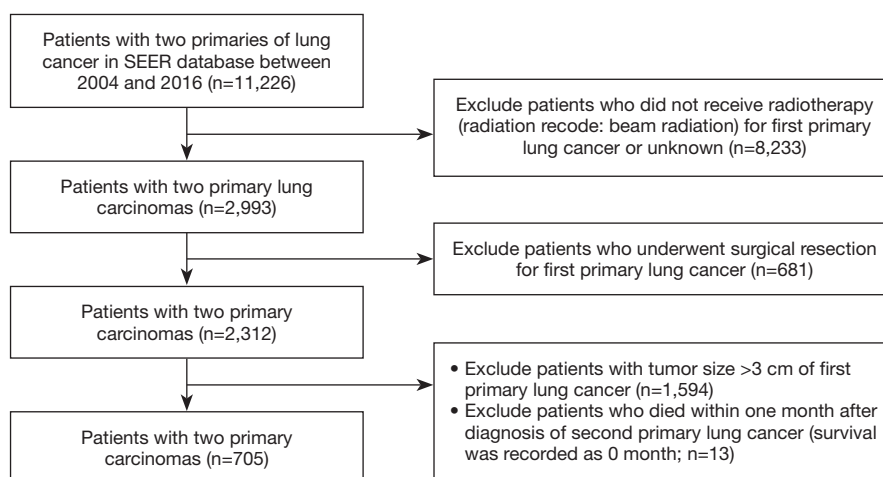 Patients with two primaries of lung
cancer in SEER database between
2004 and 2016 (n=11,226)
Exclude patients who did not receive radiotherapy
(radiation recode: beam radiation) for first primary
lung cancer or unknown (n=8,233)
Patients with two primary lung
carcinomas (n=2,993)
Exclude patients who underwent surgical resection
for first primary lung cancer (n=681)
Patients with two primary
carcinomas (n=2,312)
• Exclude patients with tumor size >3 cm of first
primary lung cancer (n=1,594)
• Exclude patients who died within one month after
diagnosis of second primary lung cancer (survival
was recorded as 0 month; n=13)
Patients with two primary
carcinomas (n=705)